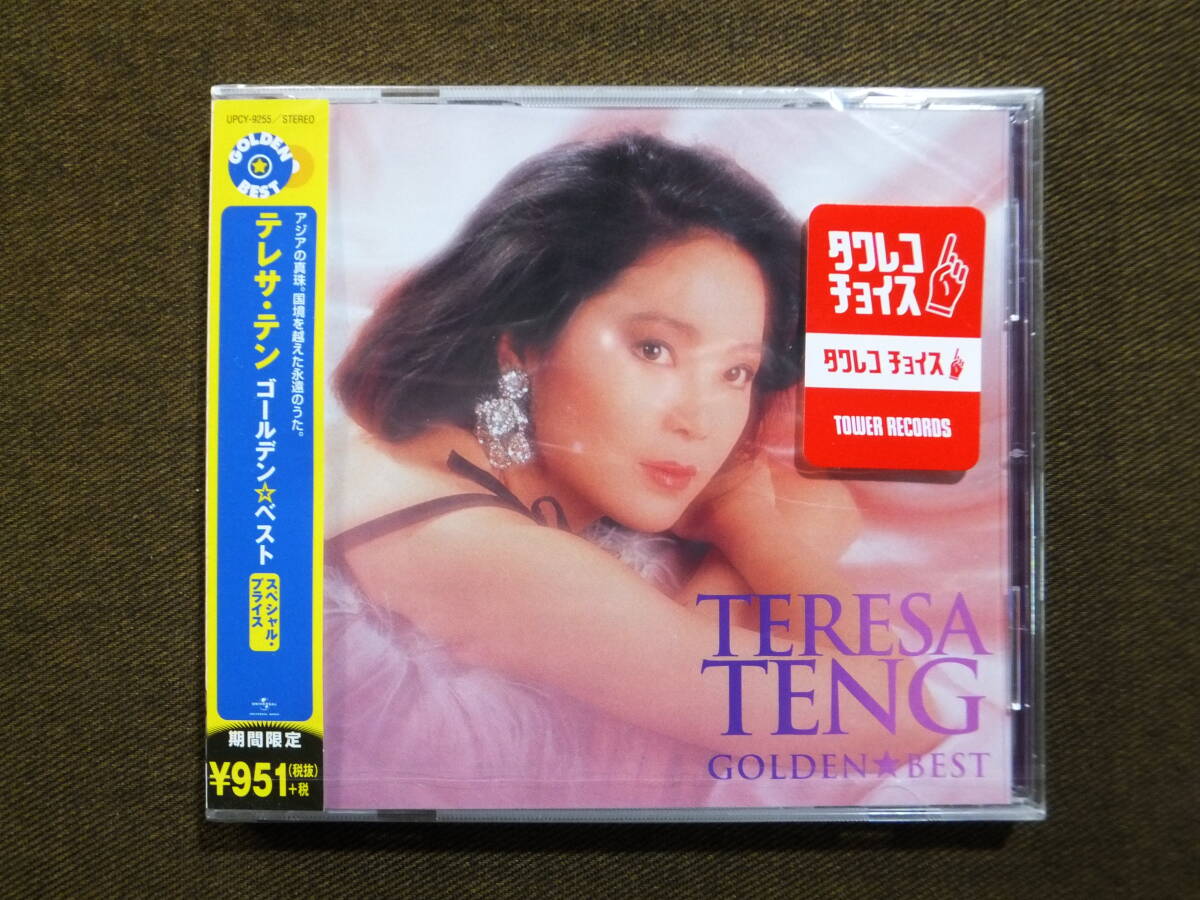 UPCY-9255/STEREO
GOLDEN
BEST
アジアの真珠。国境を越えた永遠のうた。
テレサ・テン ゴールデン☆ベスト
スペシャル・
プライス
UNIVERSAL
期間限定
¥951(税抜)+税
タワレコ
チョイス
タワレコ チョイス
TOWER RECORDS
TERESA
TENG
GOLDEN★BEST